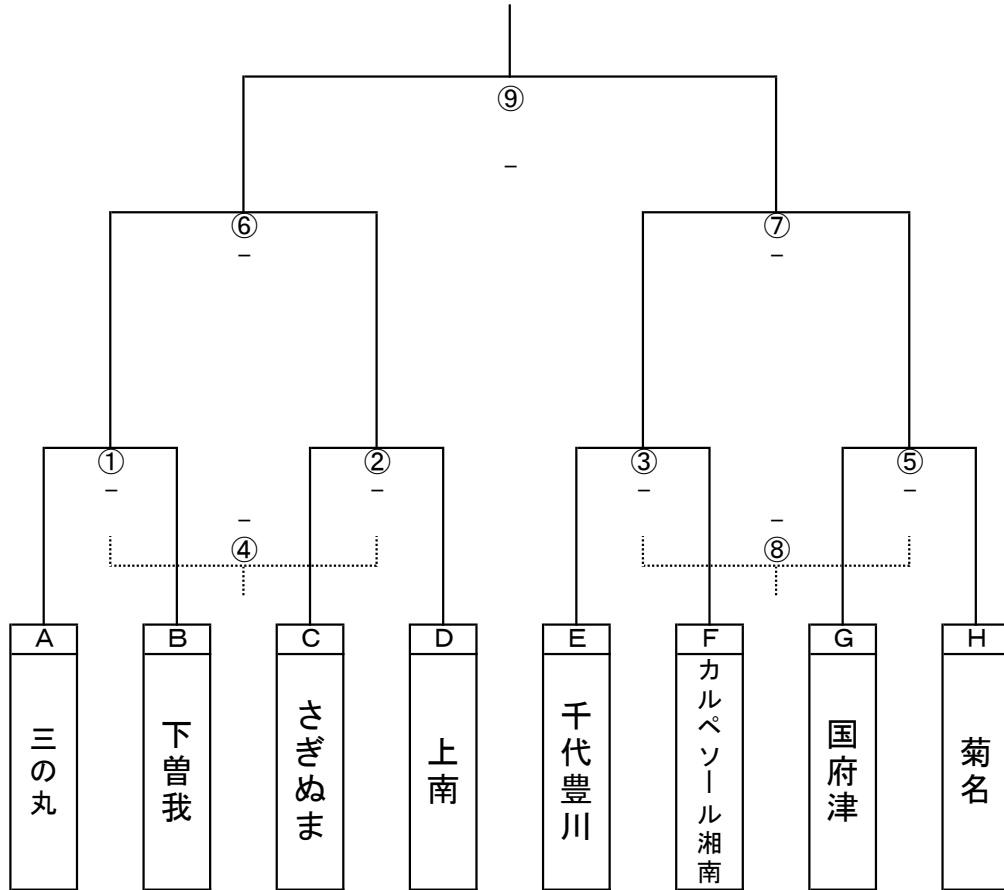 ⑨
–
⑥
⑦
–
–
①
②
③
⑤
–
–
–
–
–
–
④
⑧
A
B
C
D
E
F
G
H
三の丸
下曽我
さぎぬま
上南
千代豊川
カルペソール湘南
国府津
菊名